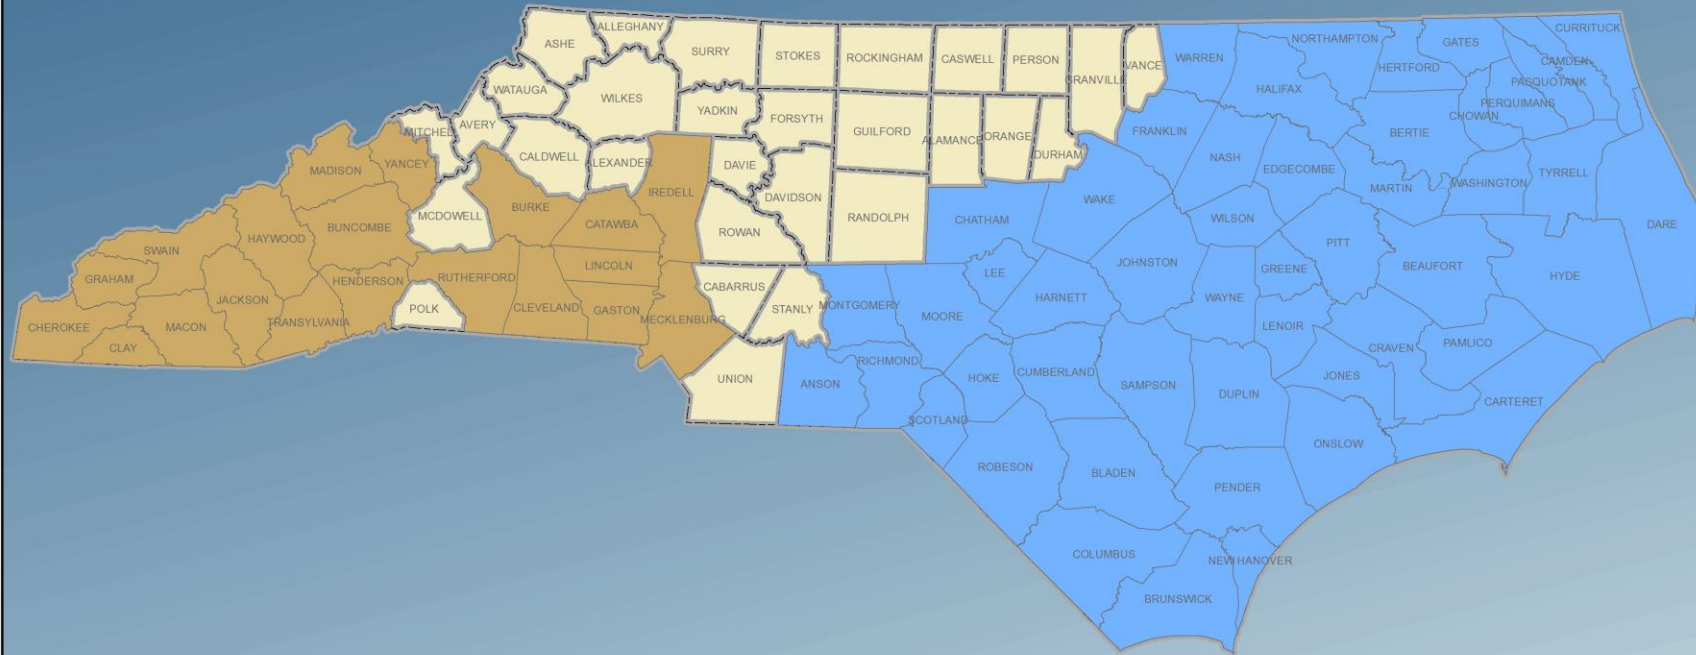 ALLEGHANY
ASHE
SURRY
STOKES
ROCKINGHAM
CASWELL
PERSON
GRANVILLE
VANCE
WARREN
NORTHAMPTON
GATES
CURRITUCK
CAMDEN
HERTFORD
PASQUOTANK
PERQUIMANS
CHOWAN
HALIFAX
WATAUGA
WILKES
YADKIN
FORSYTH
GUILFORD
ALAMANCE
ORANGE
DURHAM
FRANKLIN
BERTIE
MITCHELL
AVERY
CALDWELL
ALEXANDER
DAVIE
NASH
EDGECOMBE
MADISON
YANCEY
IREDELL
DAVIDSON
MARTIN
WASHINGTON
TYRRELL
MCDOWELL
BURKE
CATAWBA
ROWAN
RANDOLPH
CHATHAM
WAKE
WILSON
PITT
DARE
SWAIN
HAYWOOD
BUNCOMBE
GRAHAM
HENDERSON
RUTHERFORD
LINCOLN
CABARRUS
LEE
JOHNSTON
GREENE
BEAUFORT
HYDE
CHEROKEE
MACON
JACKSON
TRANSYLVANIA
POLK
CLEVELAND
GASTON
MECKLENBURG
STANLY
MONTGOMERY
MOORE
HARNETT
WAYNE
LENOIR
CLAY
UNION
ANSON
RICHMOND
HOKE
CUMBERLAND
SAMPSON
DUPLIN
JONES
CRAVEN
PAMLICO
CARTERET
SCOTLAND
ROBESON
BLADEN
PENDER
ONSLOW
COLUMBUS
NEW HANOVER
BRUNSWICK